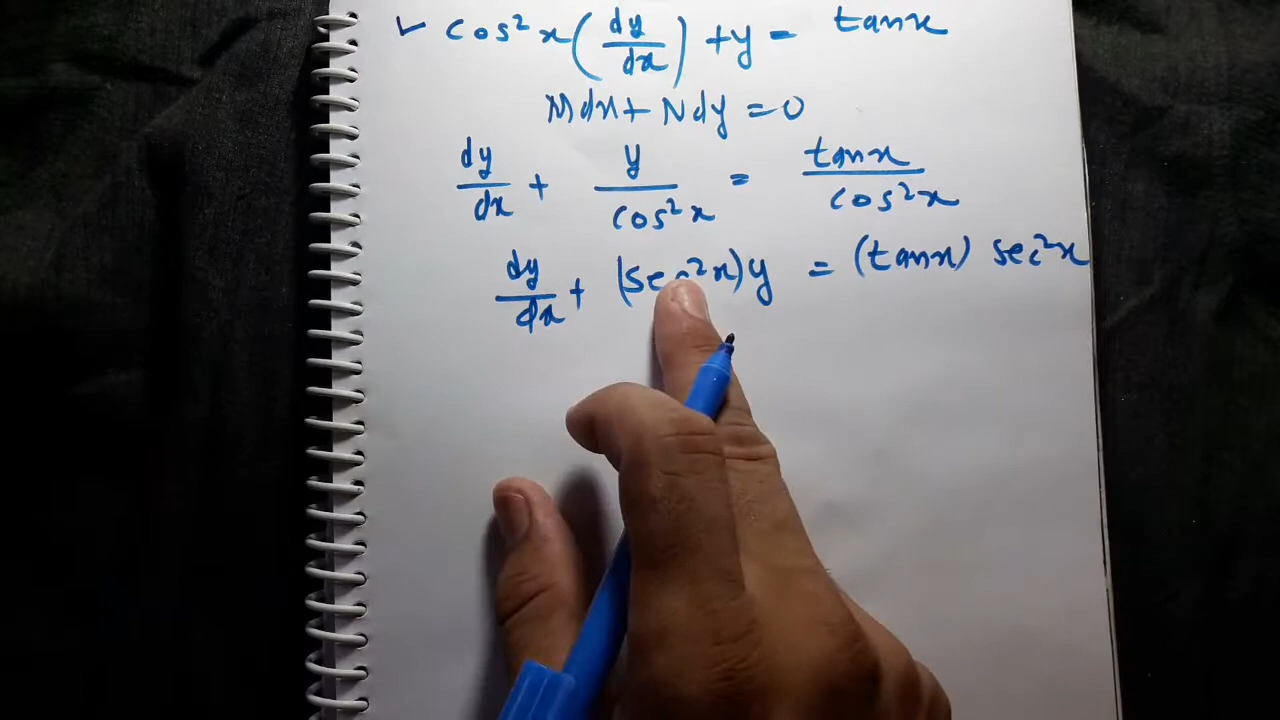 ✓ cos²x(dy/dx) + y = tanx
Mdx + Ndy = 0
dy/dx + y/cos²x = tanx/cos²x
dy/dx + (sec²x)y = (tanx) sec²x